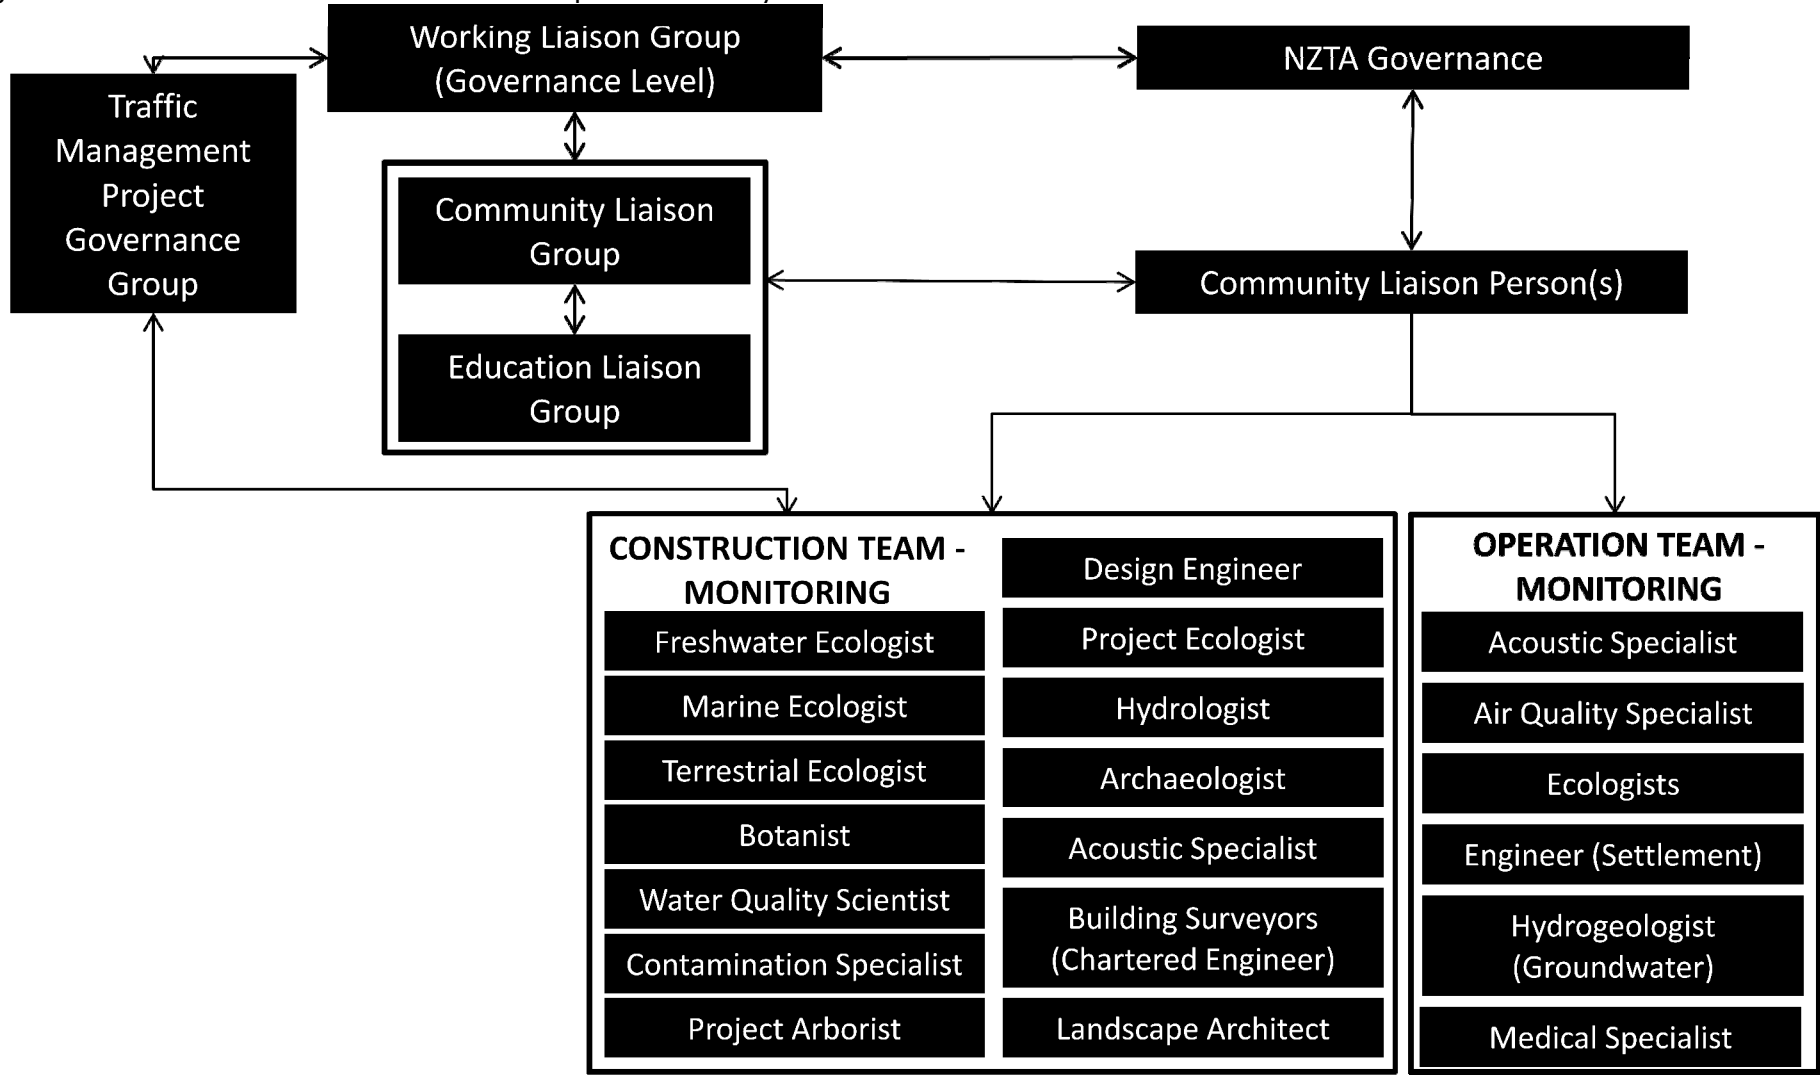 Working Liaison Group
(Governance Level)
NZTA Governance
Traffic
Management
Project
Governance
Group
Community Liaison
Group
Community Liaison Person(s)
Education Liaison
Group
CONSTRUCTION TEAM -
MONITORING
Freshwater Ecologist
Marine Ecologist
Terrestrial Ecologist
Botanist
Water Quality Scientist
Contamination Specialist
Project Arborist
Design Engineer
Project Ecologist
Hydrologist
Archaeologist
Acoustic Specialist
Building Surveyors
(Chartered Engineer)
Landscape Architect
OPERATION TEAM -
MONITORING
Acoustic Specialist
Air Quality Specialist
Ecologists
Engineer (Settlement)
Hydrogeologist
(Groundwater)
Medical Specialist